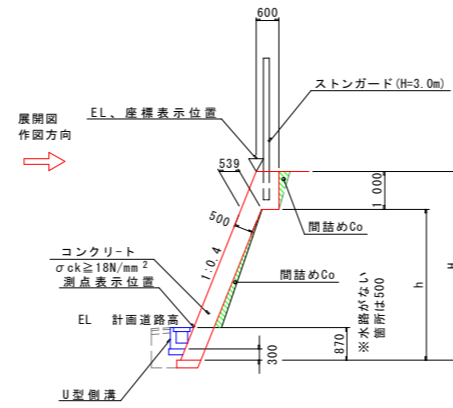 600
ストンガード(H=3.0m)
EL、座標表示位置
展開図
作図方向
539
1 000
500
間詰めCo
コンクリート
σck≧18N/mm²
1:0.4
間詰めCo
測点表示位置
EL 計画道路高
300
870
※水路がない
箇所は500
h
H
U型側溝